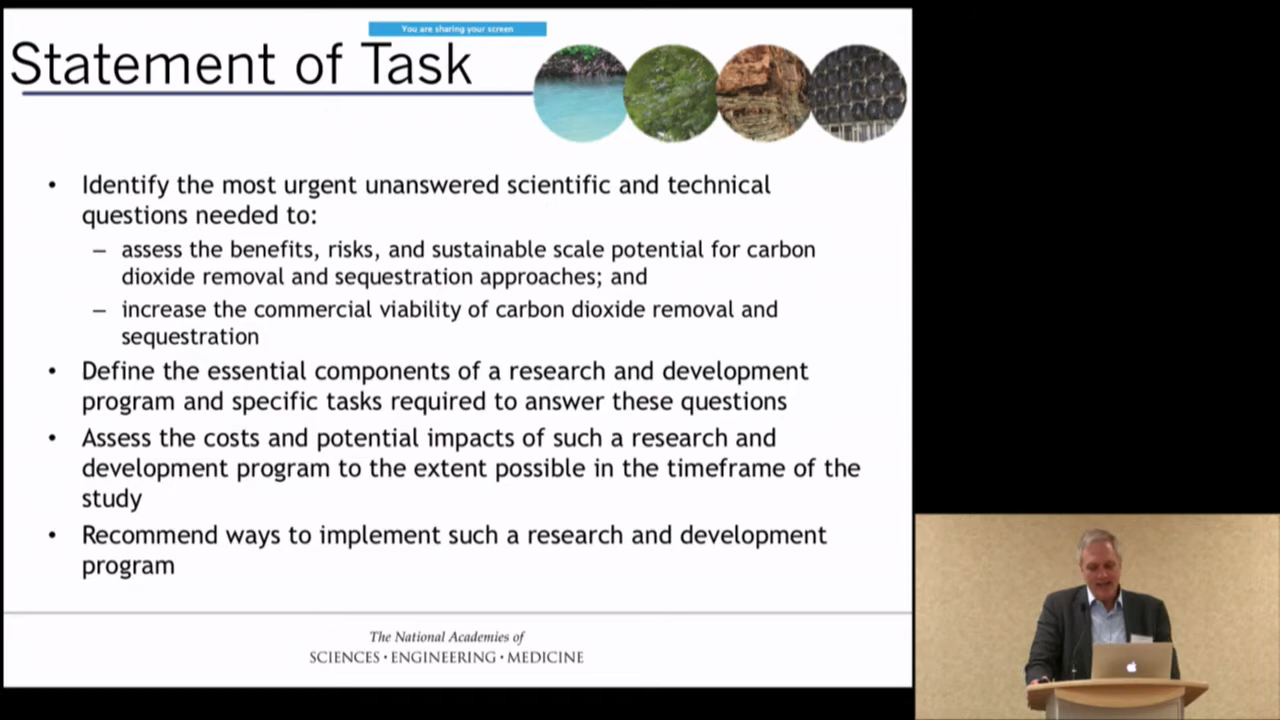 You are sharing your screen
Statement of Task
• Identify the most urgent unanswered scientific and technical
questions needed to:
– assess the benefits, risks, and sustainable scale potential for carbon
dioxide removal and sequestration approaches; and
– increase the commercial viability of carbon dioxide removal and
sequestration
• Define the essential components of a research and development
program and specific tasks required to answer these questions
• Assess the costs and potential impacts of such a research and
development program to the extent possible in the timeframe of the
study
• Recommend ways to implement such a research and development
program
The National Academies of
SCIENCES · ENGINEERING · MEDICINE